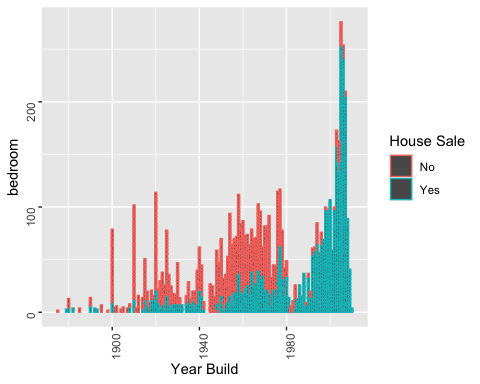 200
100
0
bedroom
1900
1940
1980
Year Build
House Sale
No
Yes